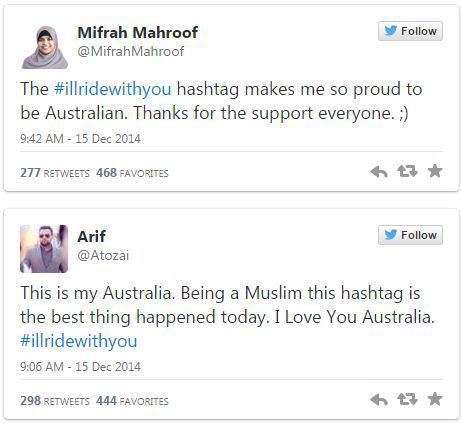 Mifrah Mahroof
@MifrahMahroof
Follow
The #illridewithyou hashtag makes me so proud to
be Australian. Thanks for the support everyone. ;)
9:42 AM - 15 Dec 2014
277 RETWEETS 468 FAVORITES
Arif
@Atozai
Follow
This is my Australia. Being a Muslim this hashtag is
the best thing happened today. I Love You Australia.
#illridewithyou
9:06 AM - 15 Dec 2014
298 RETWEETS 444 FAVORITES